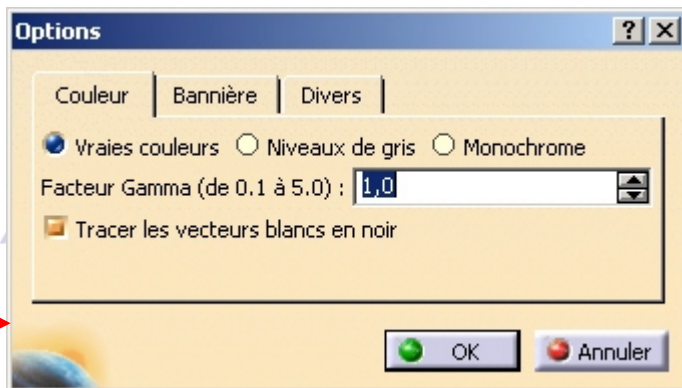 Options
Couleur Bannière Divers
Vraies couleurs Niveaux de gris Monochrome
Facteur Gamma (de 0.1 à 5.0) : 1,0
Tracer les vecteurs blancs en noir
OK Annuler